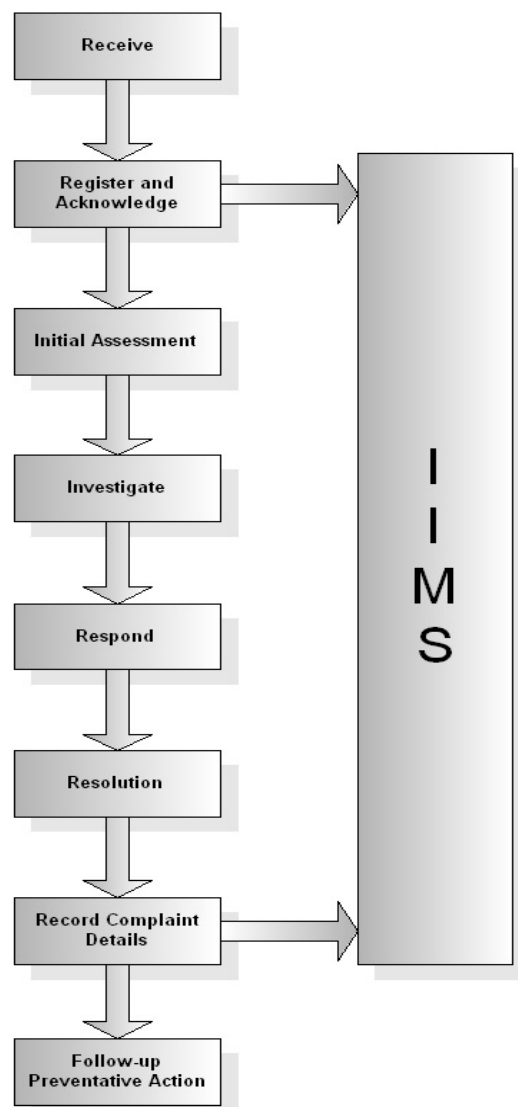 Receive
Register and
Acknowledge
Initial Assessment
Investigate
Respond
Resolution
Record Complaint
Details
Follow-up
Preventative Action
I
I
M
S